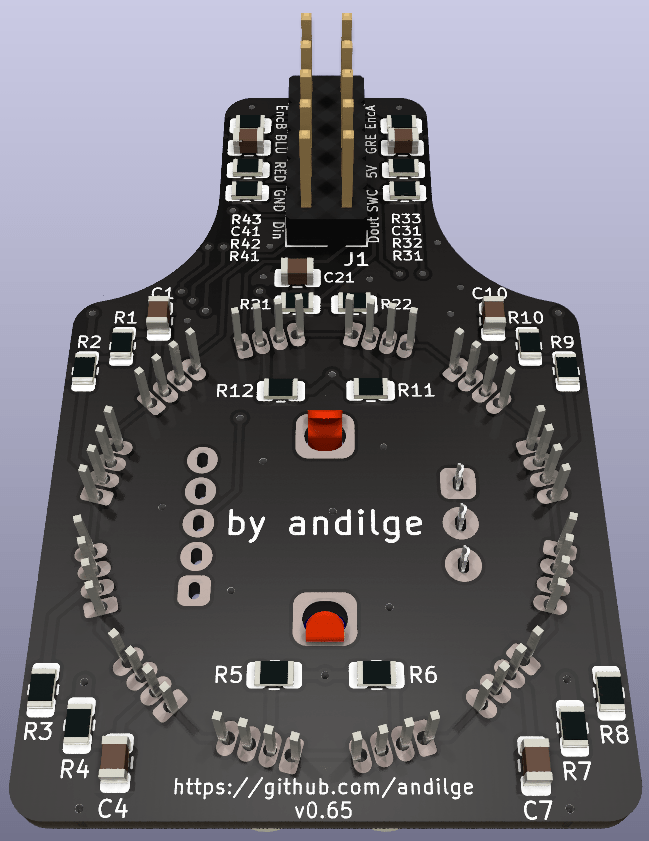 EncB BLU RED GND Din
EncA GRE 5V SWC Dout
R43
C41
R42
R41
R33
C31
R32
R31
J1
C21
R21
R22
C1
C10
R1
R10
R2
R9
R12
R11
by andilge
R5
R6
R3
R8
R4
R7
C4
C7
https://github.com/andilge
v0.65